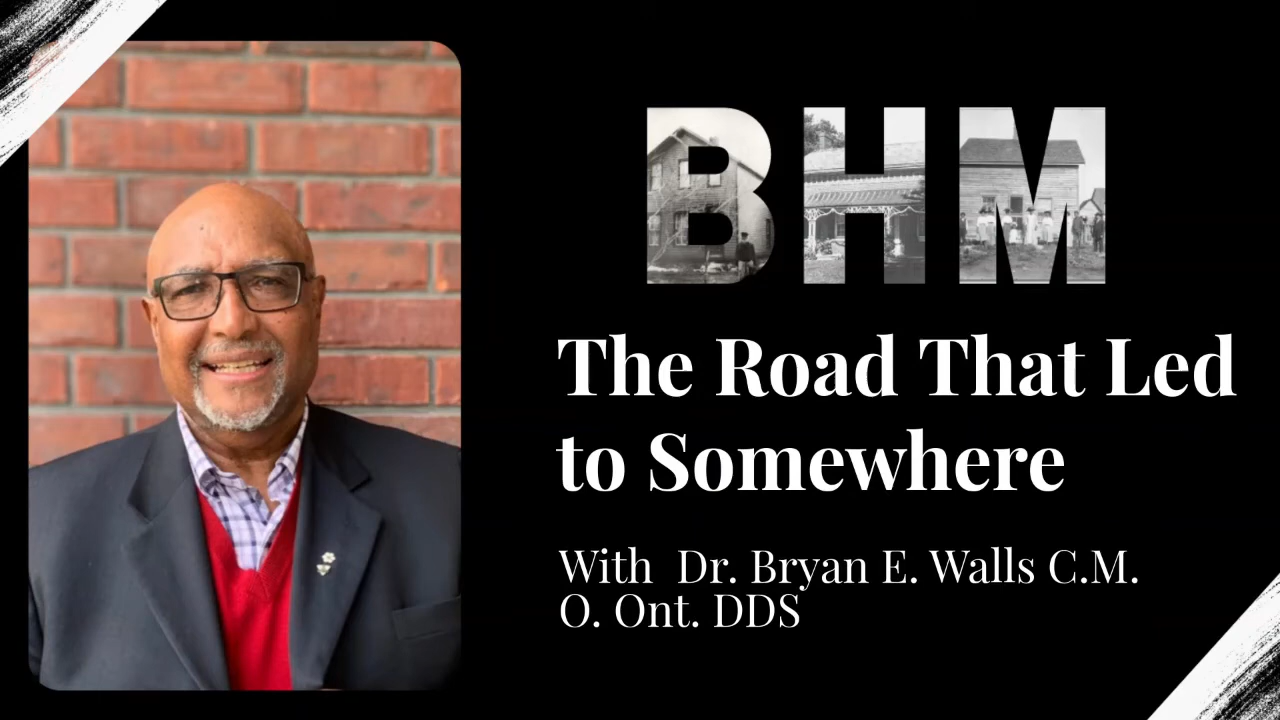 BHM
The Road That Led
to Somewhere
With Dr. Bryan E. Walls C.M.
O. Ont. DDS